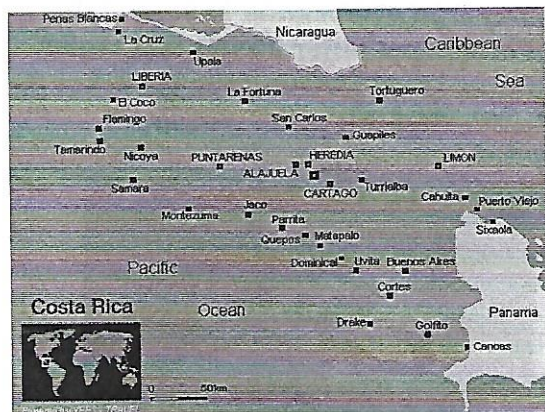 Penas Blancas
Nicaragua
La Cruz
Caribbean
Upala
Sea
LIBERIA
El Coco
La Fortuna
Tortuguero
Flamingo
San Carlos
Guapiles
Tamarindo
Nicoya
PUNTARENAS
HEREDIA
LIMON
ALAJUELA
Samara
CARTAGO
Turrialba
Cahuita
Puerto Viejo
Montezuma
Jaco
Parrita
Sixaola
Quepos
Matapalo
Pacific
Dominical
Uvita
Buenos Aires
Cortes
Costa Rica
Ocean
Panama
Drake
Golfito
Canoas
0
50km